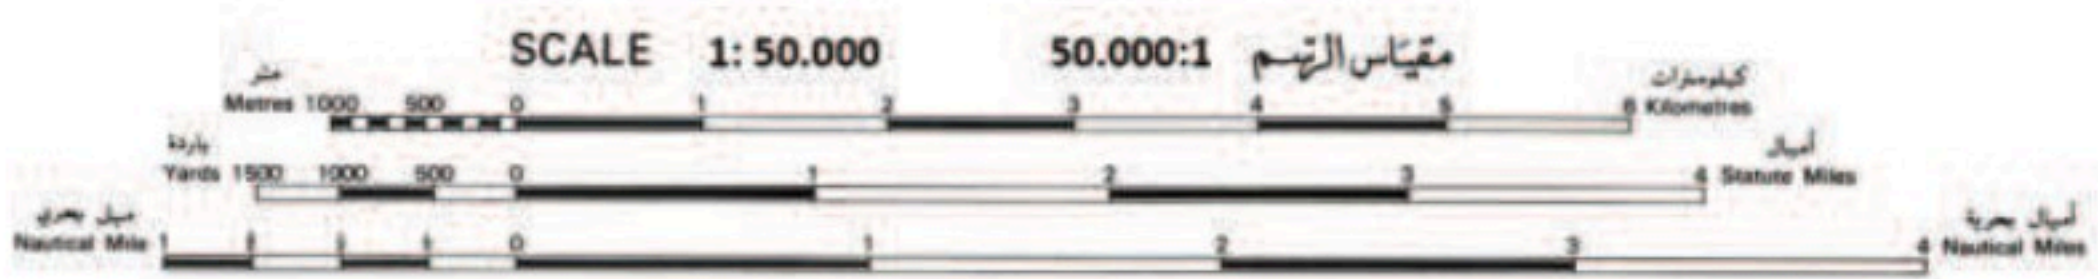 SCALE 1: 50.000 50.000:1 مقياس الرسم
متر كيلومترات
Metres 1000 500 0 1 2 3 4 5 6 Kilometres
ياردة أميال
Yards 1500 1000 500 0 1 2 3 4 Statute Miles
ميل بحري أميال بحرية
Nautical Mile 1 0 1 2 3 4 Nautical Miles